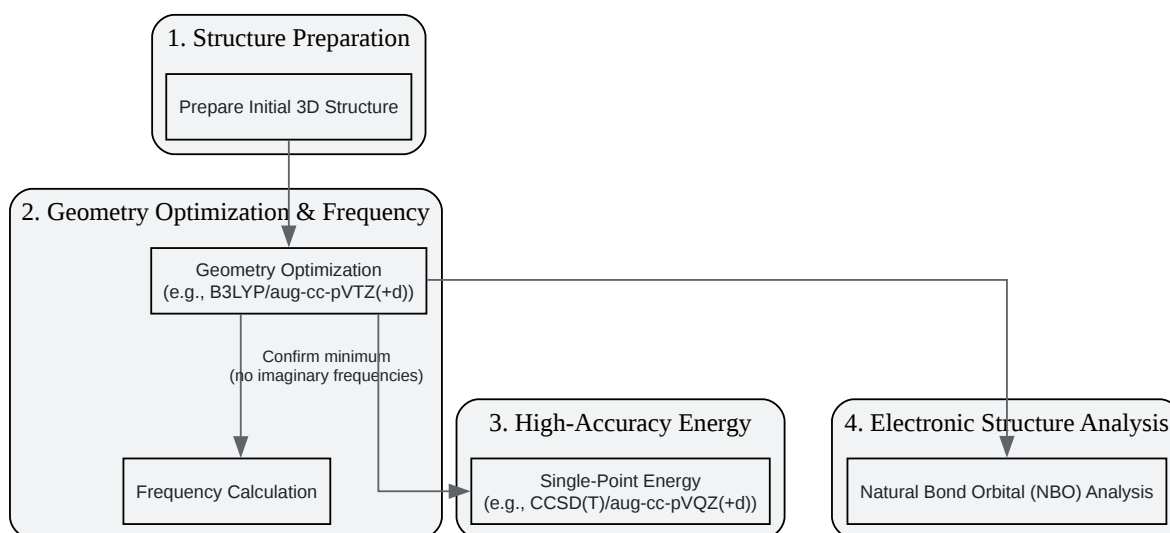 1. Structure Preparation
Prepare Initial 3D Structure
2. Geometry Optimization & Frequency
Geometry Optimization
(e.g., B3LYP/aug-cc-pVTZ(+d))
Confirm minimum
(no imaginary frequencies)
Frequency Calculation
3. High-Accuracy Energy
Single-Point Energy
(e.g., CCSD(T)/aug-cc-pVQZ(+d))
4. Electronic Structure Analysis
Natural Bond Orbital (NBO) Analysis